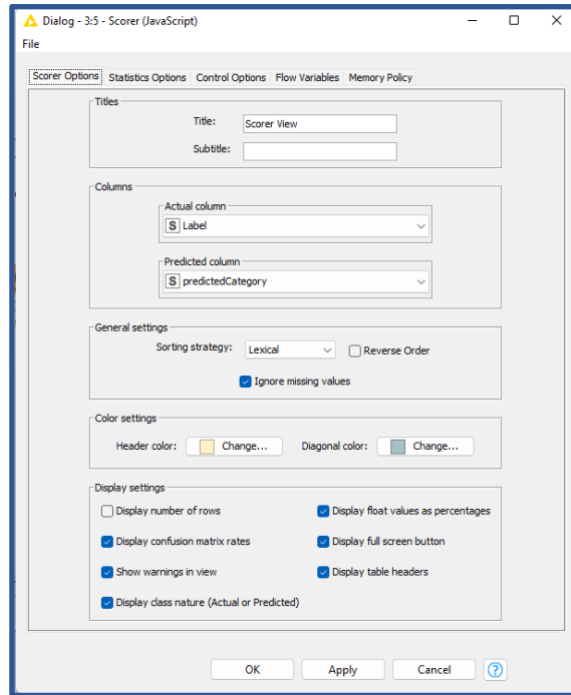 Dialog - 3:5 - Scorer (JavaScript)
File
Scorer Options Statistics Options Control Options Flow Variables Memory Policy
Titles
Title: Scorer View
Subtitle:
Columns
Actual column
S Label
Predicted column
S predictedCategory
General settings
Sorting strategy: Lexical Reverse Order
Ignore missing values
Color settings
Header color: Change... Diagonal color: Change...
Display settings
Display number of rows Display float values as percentages
Display confusion matrix rates Display full screen button
Show warnings in view Display table headers
Display class nature (Actual or Predicted)
OK Apply Cancel ?